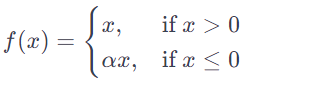 f(x) = { x, if x > 0
αx, if x ≤ 0